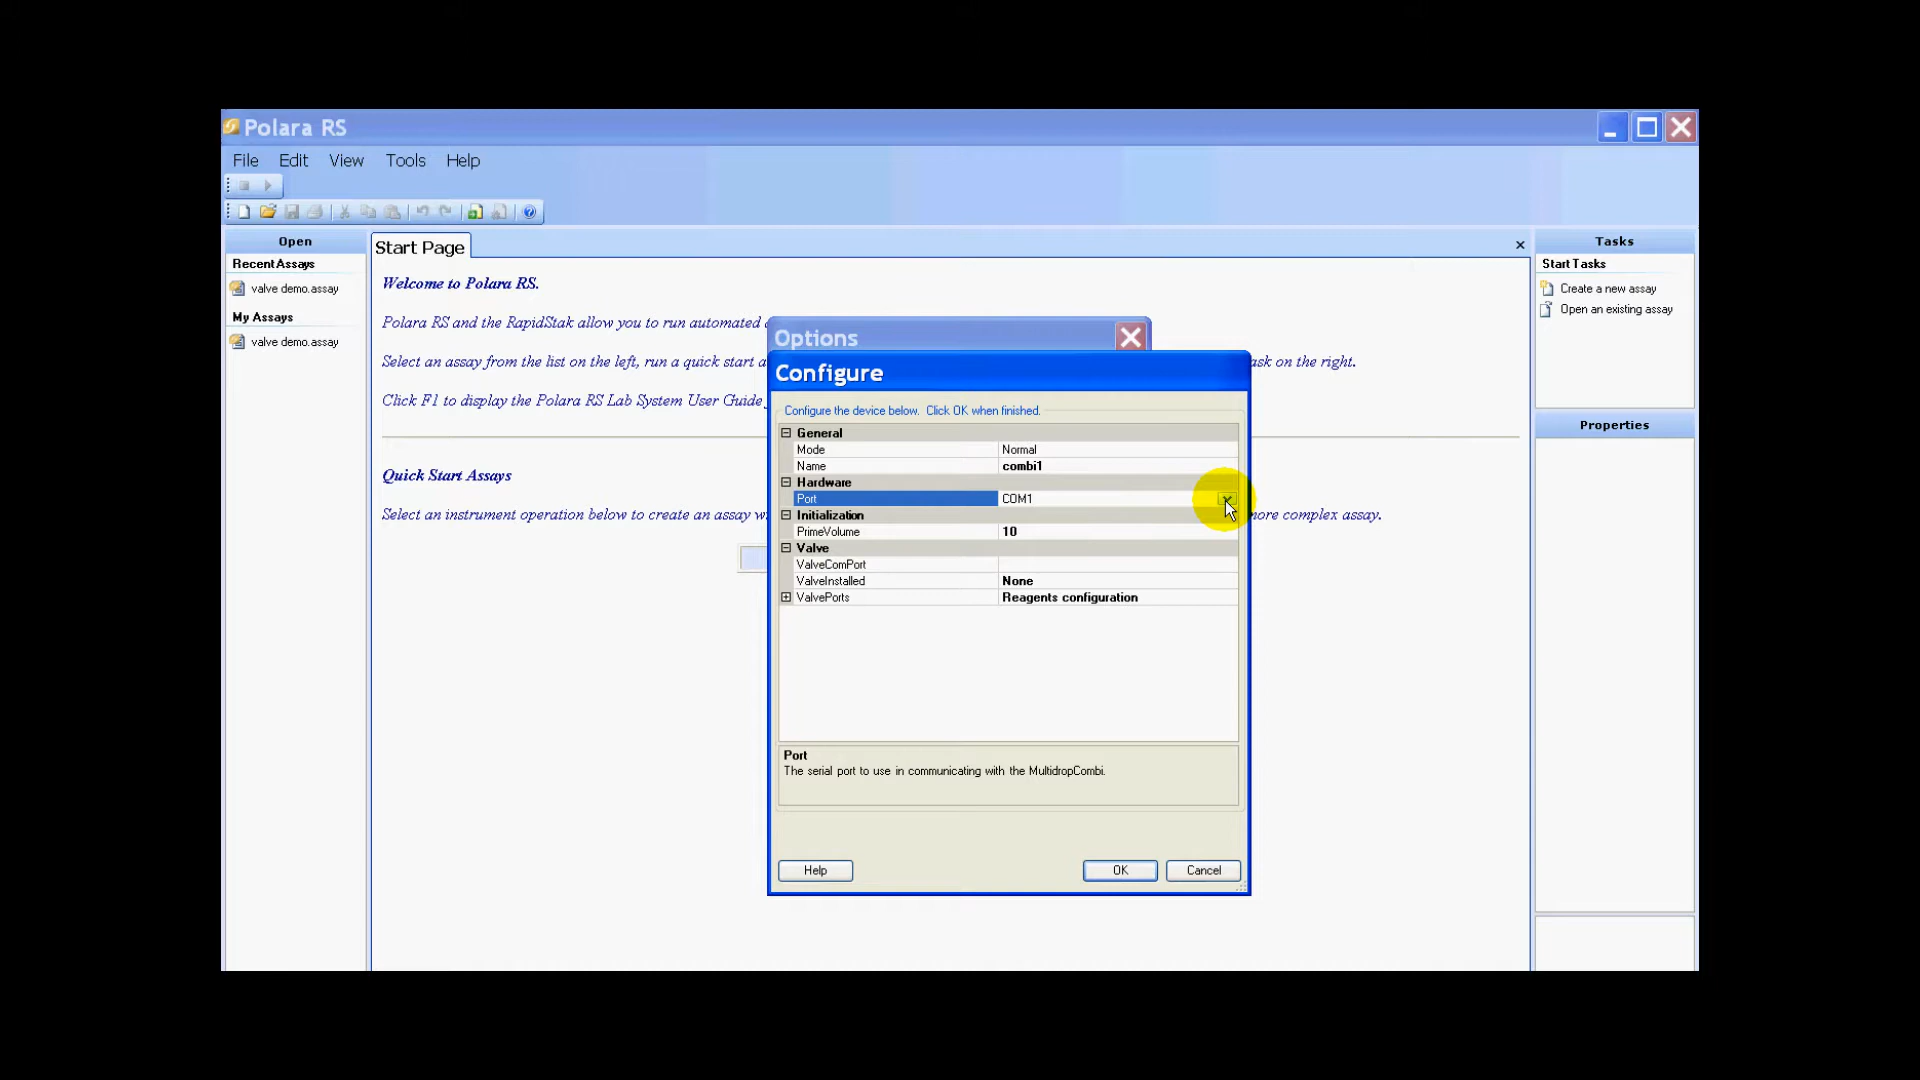 Polara RS
File Edit View Tools Help
Open
Recent Assays
valve demo.assay
My Assays
valve demo.assay
Start Page
Welcome to Polara RS.
Polara RS and the RapidStak allow you to run automated
Select an assay from the list on the left, run a quick start a
ask on the right.
Click F1 to display the Polara RS Lab System User Guide
Quick Start Assays
Select an instrument operation below to create an assay w
ore complex assay.
Options
Configure
Configure the device below. Click OK when finished.
General
Mode Normal
Name combi1
Hardware
Port COM1
Initialization
PrimeVolume 10
Valve
ValveComPort
ValveInstalled None
ValvePorts Reagents configuration
Port
The serial port to use in communicating with the MultidropCombi.
Help OK Cancel
Tasks
Start Tasks
Create a new assay
Open an existing assay
Properties